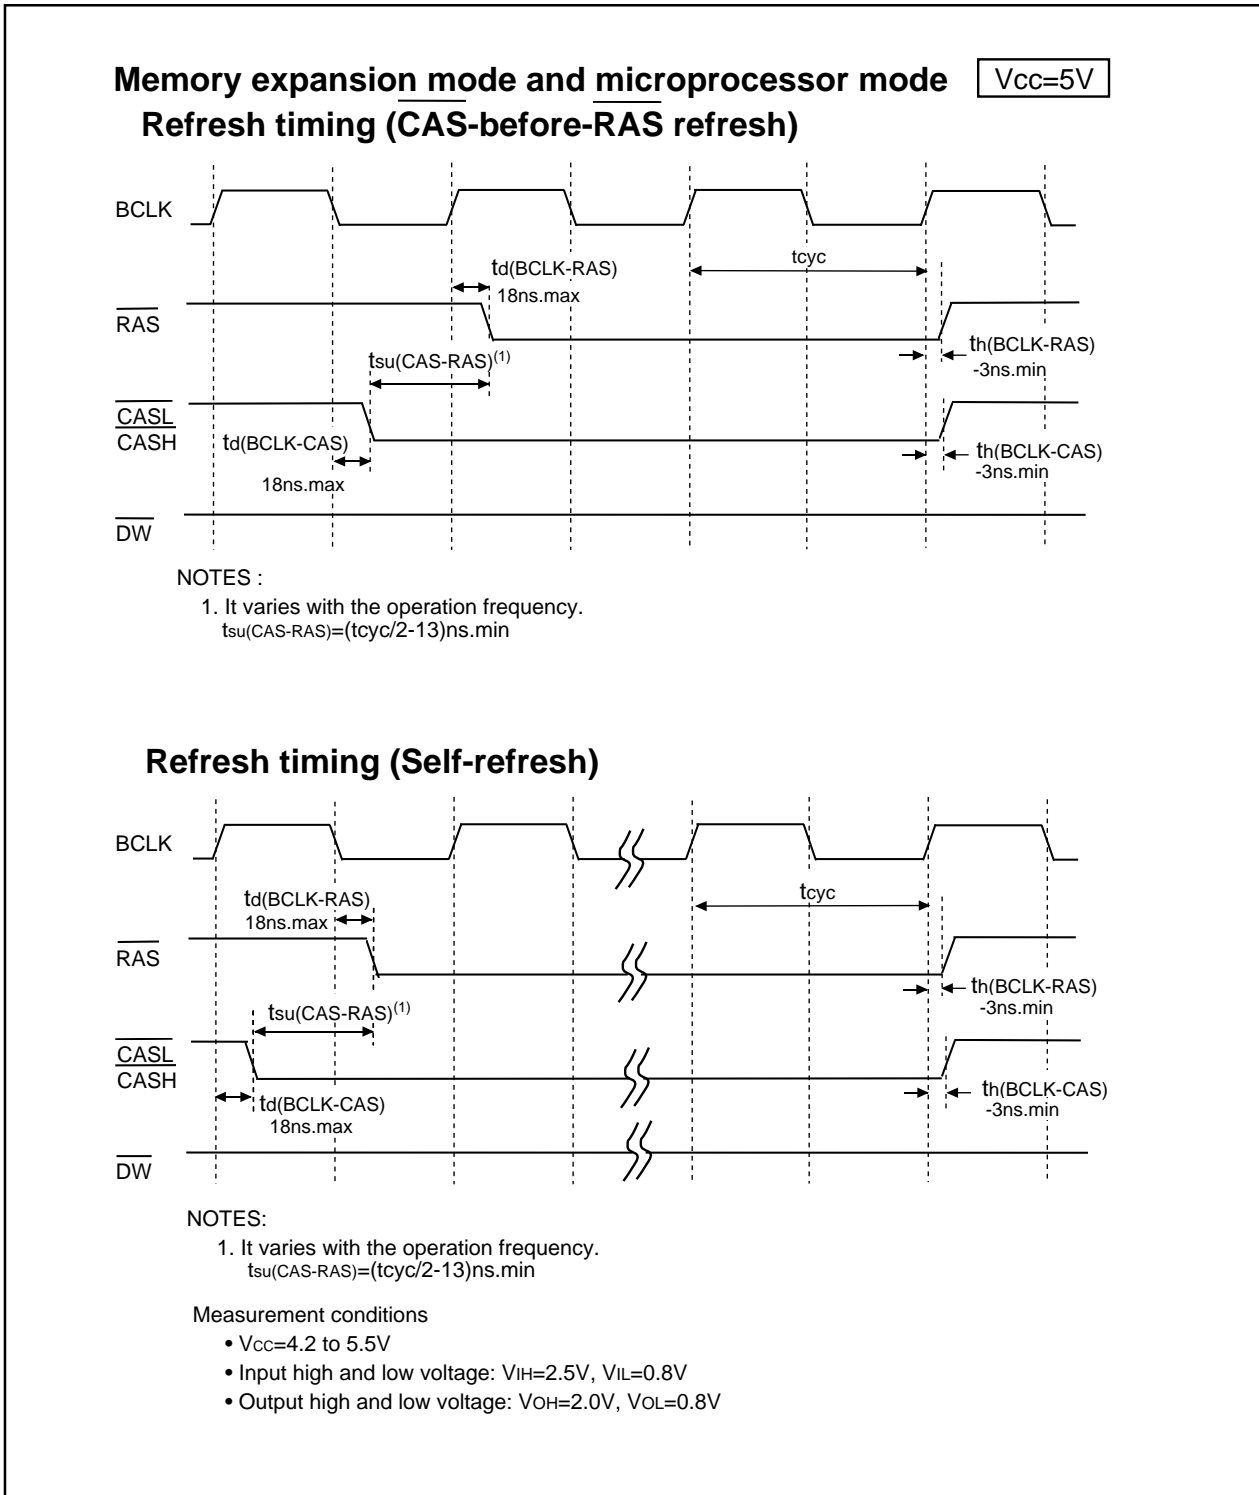 Memory expansion mode and microprocessor mode
Vcc=5V
Refresh timing (CAS-before-RAS refresh)
BCLK
td(BCLK-RAS)
18ns.max
tcyc
RAS
th(BCLK-RAS)
-3ns.min
tsu(CAS-RAS)(1)
CASL
CASH
td(BCLK-CAS)
18ns.max
th(BCLK-CAS)
-3ns.min
DW
NOTES :
1. It varies with the operation frequency.
tsu(CAS-RAS)=(tcyc/2-13)ns.min
Refresh timing (Self-refresh)
BCLK
td(BCLK-RAS)
18ns.max
tcyc
RAS
th(BCLK-RAS)
-3ns.min
tsu(CAS-RAS)(1)
CASL
CASH
td(BCLK-CAS)
18ns.max
th(BCLK-CAS)
-3ns.min
DW
NOTES:
1. It varies with the operation frequency.
tsu(CAS-RAS)=(tcyc/2-13)ns.min
Measurement conditions
• VCC=4.2 to 5.5V
• Input high and low voltage: VIH=2.5V, VIL=0.8V
• Output high and low voltage: VOH=2.0V, VOL=0.8V